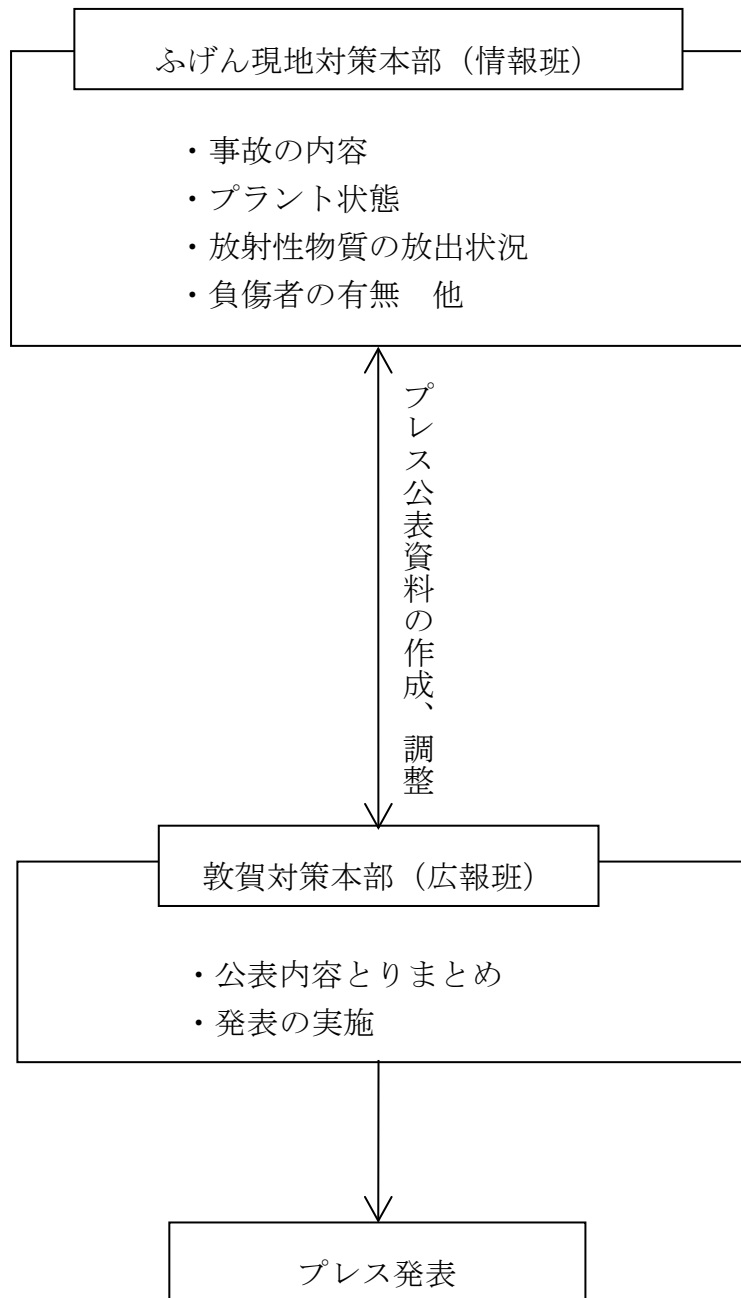 ふげん現地対策本部（情報班）
・事故の内容
・プラント状態
・放射性物質の放出状況
・負傷者の有無　他
プレス公表資料の作成、調整
敦賀対策本部（広報班）
・公表内容とりまとめ
・発表の実施
プレス発表